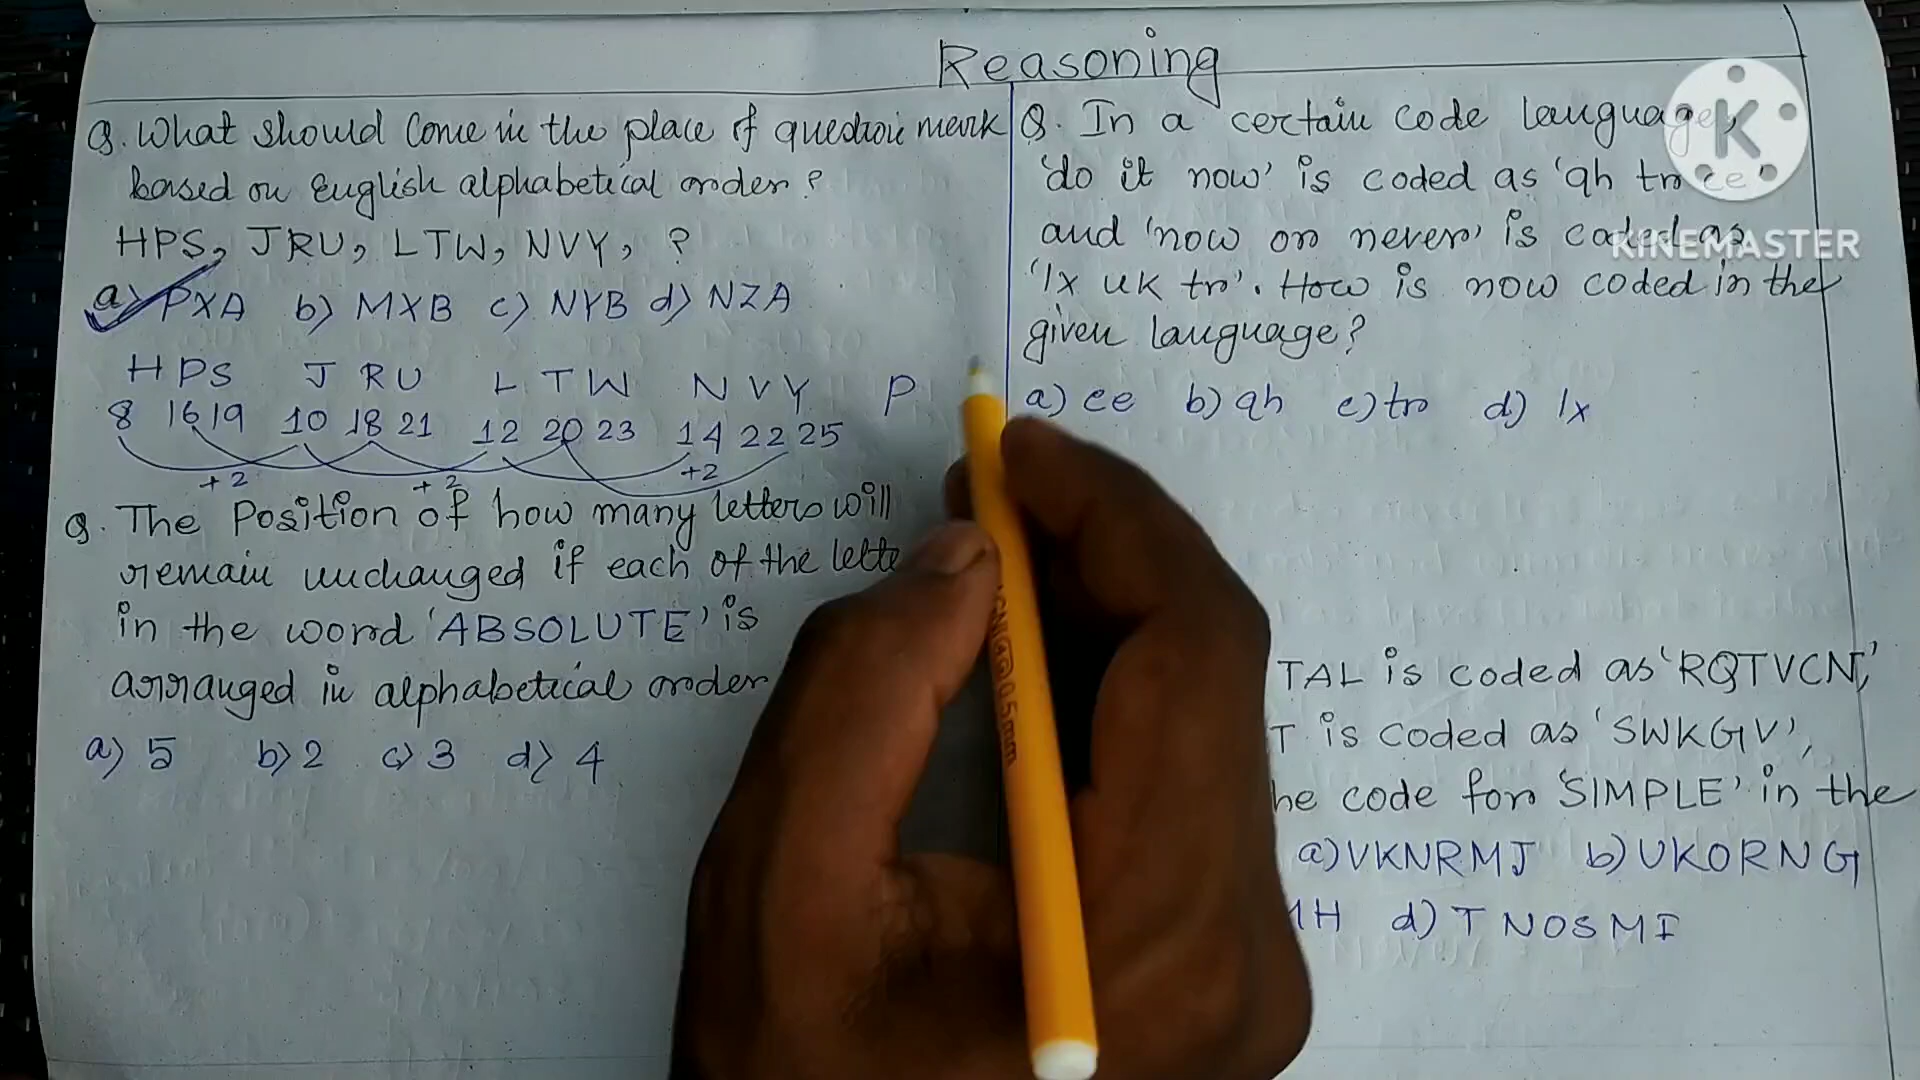 Reasoning
Q. What should come in the place of question mark
based on English alphabetical order?
HPS, JRU, LTW, NVY, ?
a) PXA b) MXB c) NYB d) NZA
HPS JRU LTW NVY P
8 16 19 10 18 21 12 20 23 14 22 25
+2 +2 +2
Q. The Position of how many letters will
remain unchanged if each of the lette
in the word 'ABSOLUTE' is
arranged in alphabetical order
a) 5 b) 2 c) 3 d) 4
Q. In a certain code language,
'do it now' is coded as 'qh tr ce'
and 'now or never' is coded as
'lx uk tr'. How is now coded in the
given language?
a) ce b) qh c) tr d) lx
TAL is coded as 'RQTVCN,'
T is coded as 'SWKGV',
he code for 'SIMPLE' in the
a) VKNRMJ b) UKORNG
H d) TNOSMF
K
KINEMASTER
CN
0.5mm